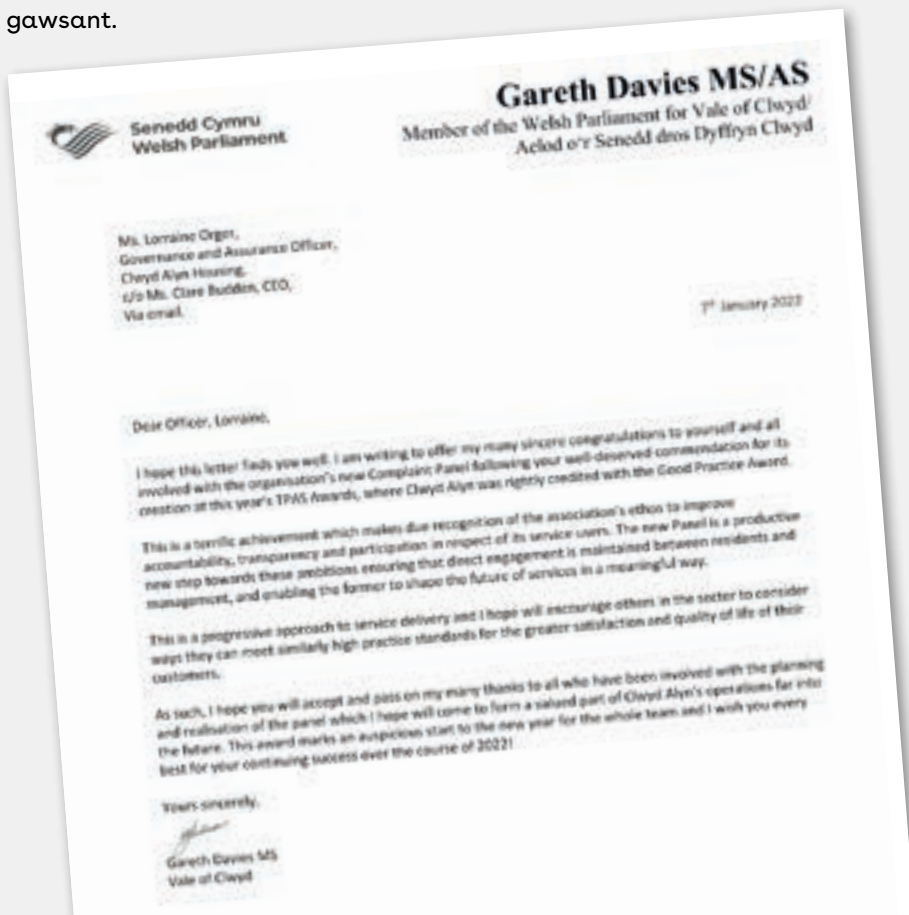 gawsant.
Senedd Cymru
Welsh Parliament
Gareth Davies MS/AS
Member of the Welsh Parliament for Vale of Clwyd/
Aelod o'r Senedd dros Dyffryn Clwyd
Ms. Lorraine Orger,
Governance and Assurance Officer,
Clwyd Alyn Housing,
c/o Ms. Clare Budden, CEO,
Via email.
7th January 2022
Dear Officer, Lorraine,
I hope this letter finds you well. I am writing to offer my many sincere congratulations to yourself and all
involved with the organisation's new Complaint Panel following your well-deserved commendation for its
creation at this year's TPAS Awards, where Clwyd Alyn was rightly credited with the Good Practice Award.
This is a terrific achievement which makes due recognition of the association's ethos to improve
accountability, transparency and participation in respect of its service users. The new Panel is a productive
new step towards these ambitions ensuring that direct engagement is maintained between residents and
management, and enabling the former to shape the future of services in a meaningful way.
This is a progressive approach to service delivery and I hope will encourage others in the sector to consider
ways they can meet similarly high practice standards for the greater satisfaction and quality of life of their
customers.
As such, I hope you will accept and pass on my many thanks to all who have been involved with the planning
and realisation of the panel which I hope will come to form a valued part of Clwyd Alyn's operations far into
the future. This award marks an auspicious start to the new year for the whole team and I wish you every
best for your continuing success over the course of 2022!
Yours sincerely,
Gareth Davies MS
Vale of Clwyd